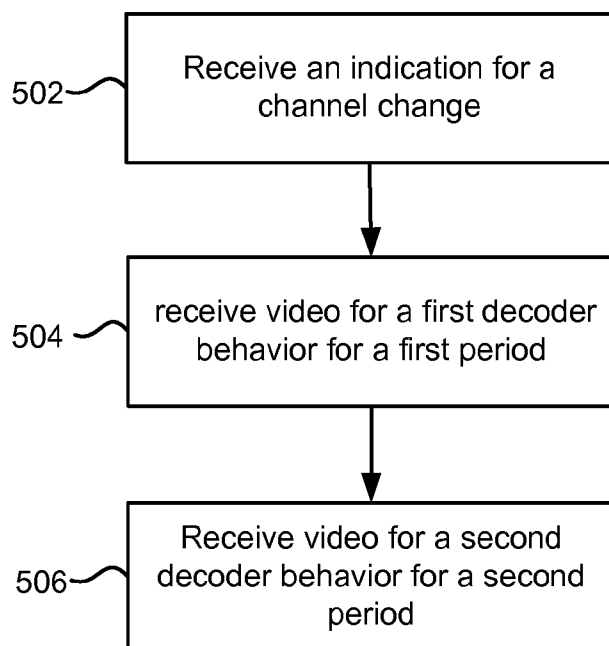 502
Receive an indication for a
channel change
504
receive video for a first decoder
behavior for a first period
506
Receive video for a second
decoder behavior for a second
period